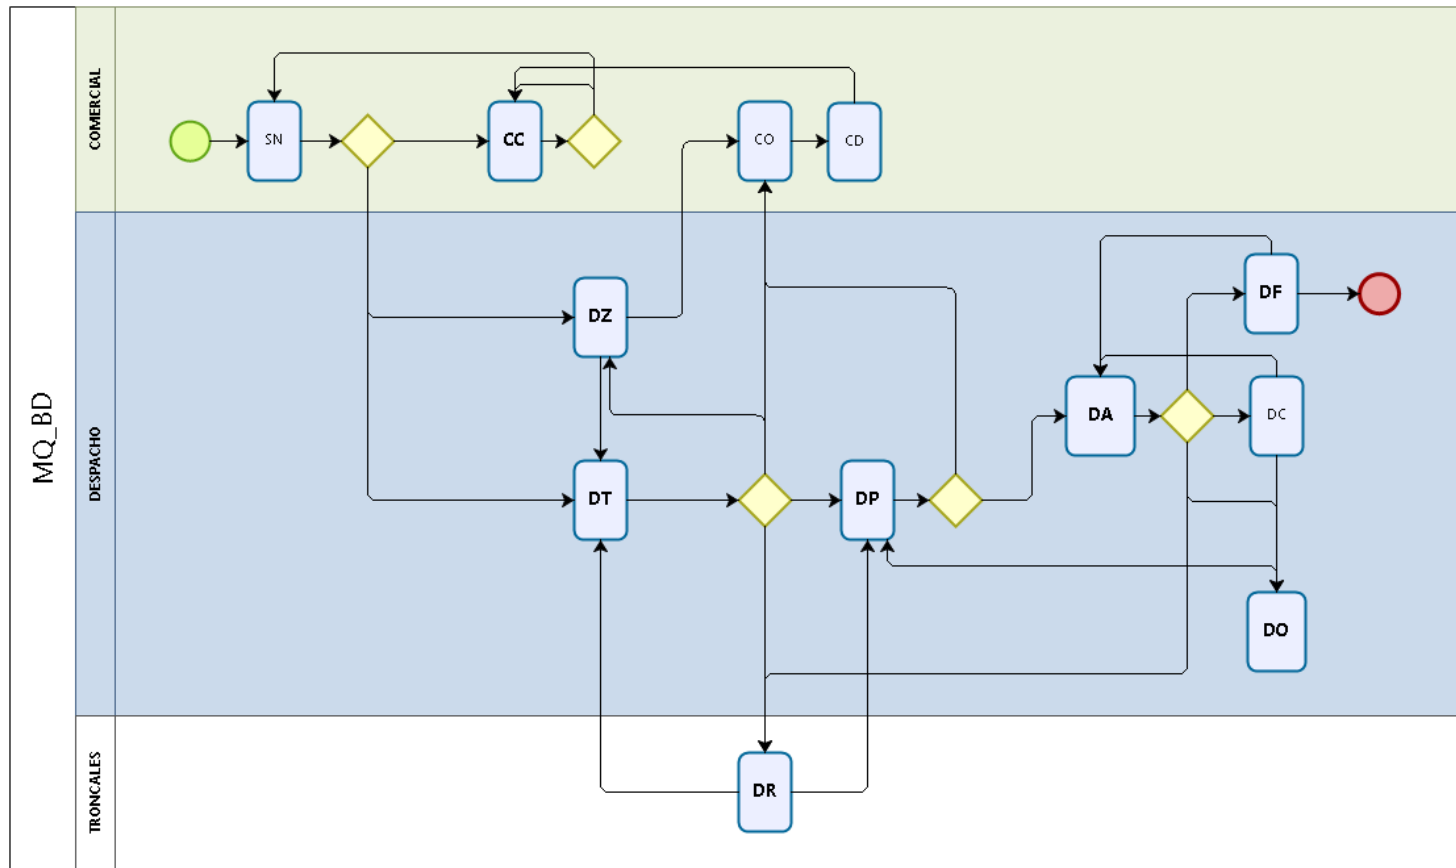 MQ_BD
COMERCIAL
SN
CC
CO
CD
DESPACHO
DZ
DF
DA
DC
DT
DP
DO
TRONCALES
DR